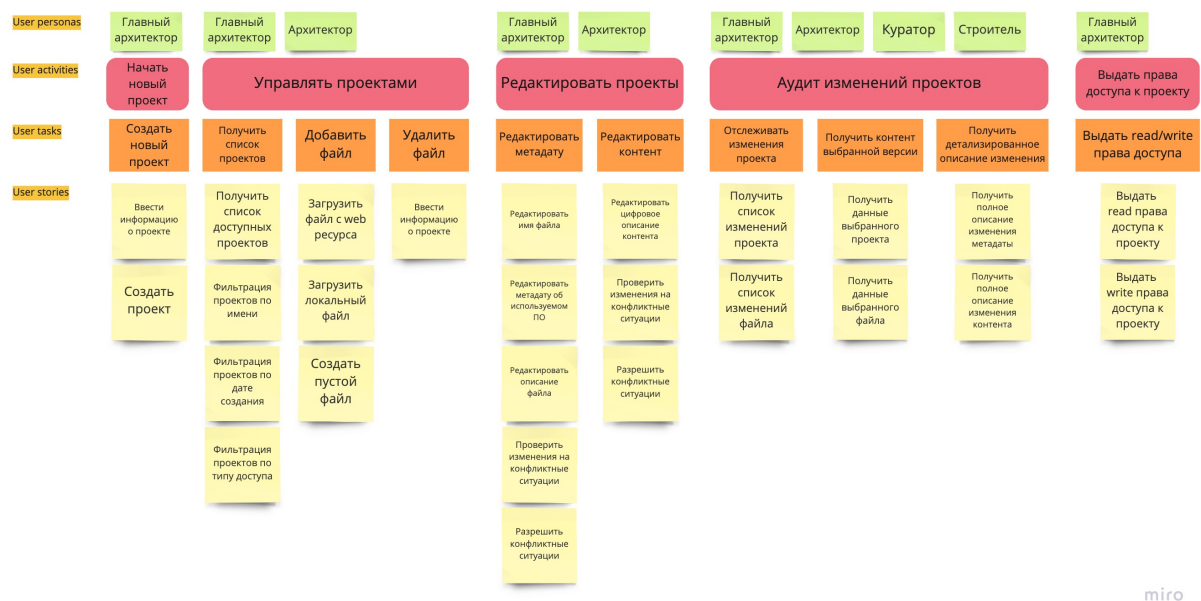 User personas
Главный
архитектор
Главный
архитектор
Архитектор
Главный
архитектор
Архитектор
Главный
архитектор
Архитектор
Куратор
Строитель
Главный
архитектор
User activities
Начать
новый
проект
Управлять проектами
Редактировать проекты
Аудит изменений проектов
Выдать права
доступа к проекту
User tasks
Создать
новый
проект
Получить
список
проектов
Добавить
файл
Удалить
файл
Редактировать
метадату
Редактировать
контент
Отслеживать
изменения
проекта
Получить контент
выбранной версии
Получить
детализированное
описание изменения
Выдать read/write
права доступа
User stories
Ввести
информацию
о проекте
Получить
список
доступных
проектов
Загрузить
файл с web
ресурса
Ввести
информацию
о проекте
Редактировать
имя файла
Редактировать
цифровое
описание
контента
Получить
список
изменений
проекта
Получить
данные
выбранного
проекта
Получить
полное
описание
изменения
метадаты
Выдать
read права
доступа к
проекту
Создать
проект
Фильтрация
проектов по
имени
Загрузить
локальный
файл
Редактировать
метадату об
используемом
ПО
Проверить
изменения на
конфликтные
ситуации
Получить
список
изменений
файла
Получить
данные
выбранного
файла
Получить
полное
описание
изменения
контента
Выдать
write права
доступа к
проекту
Фильтрация
проектов по
дате
создания
Создать
пустой
файл
Редактировать
описание
файла
Разрешить
конфликтные
ситуации
Фильтрация
проектов по
типу доступа
Проверить
изменения на
конфликтные
ситуации
Разрешить
конфликтные
ситуации
miro